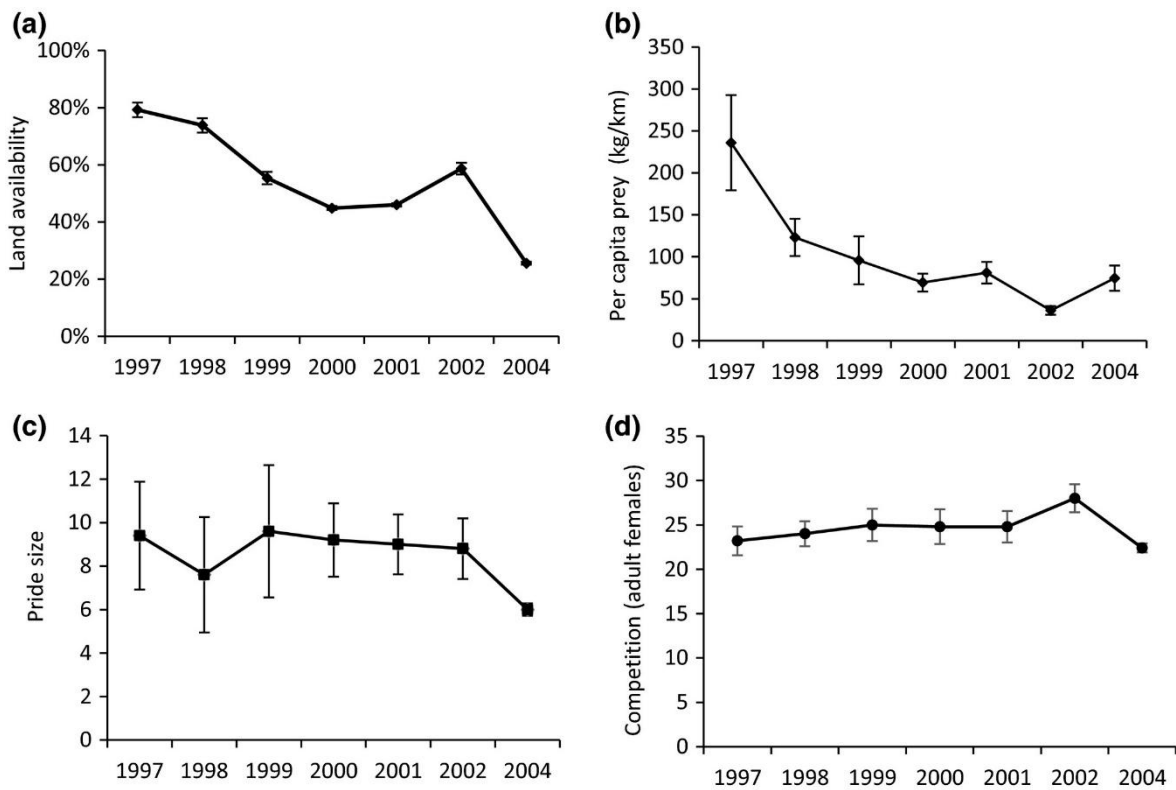 (a)
Land availability
100%
80%
60%
40%
20%
0%
1997 1998 1999 2000 2001 2002 2004
(b)
Per capita prey (kg/km)
350
300
250
200
150
100
50
0
1997 1998 1999 2000 2001 2002 2004
(c)
Pride size
14
12
10
8
6
4
2
0
1997 1998 1999 2000 2001 2002 2004
(d)
Competition (adult females)
35
30
25
20
15
10
5
0
1997 1998 1999 2000 2001 2002 2004